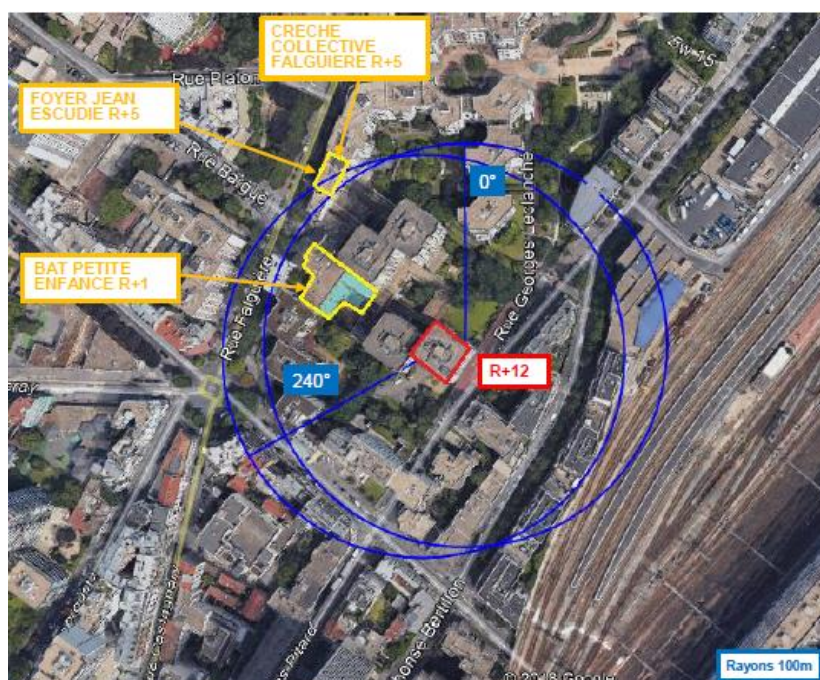 CRECHE
COLLECTIVE
FALGUIERE R+5
FOYER JEAN
ESCUDIE R+5
BAT PETITE
ENFANCE R+1
Rue Platon
Rue Bargue
Rue Falguière
Rue Georges Leclanché
0°
240°
R+12
Rayons 100m
© 2018 Google